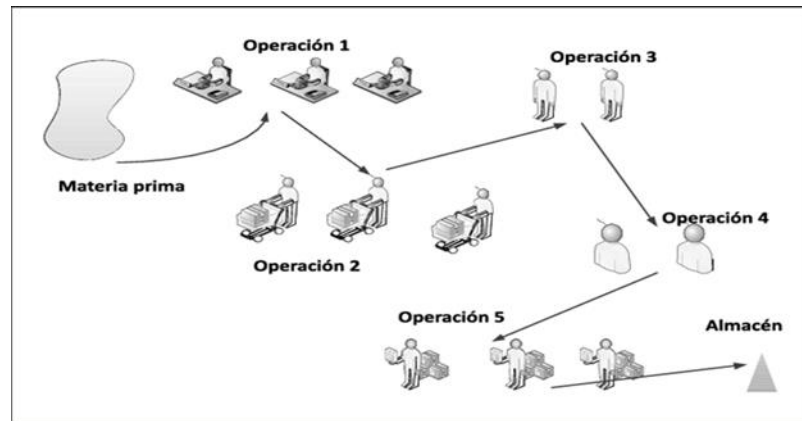 Operación 1
Operación 3
Materia prima
Operación 4
Operación 2
Operación 5
Almacén